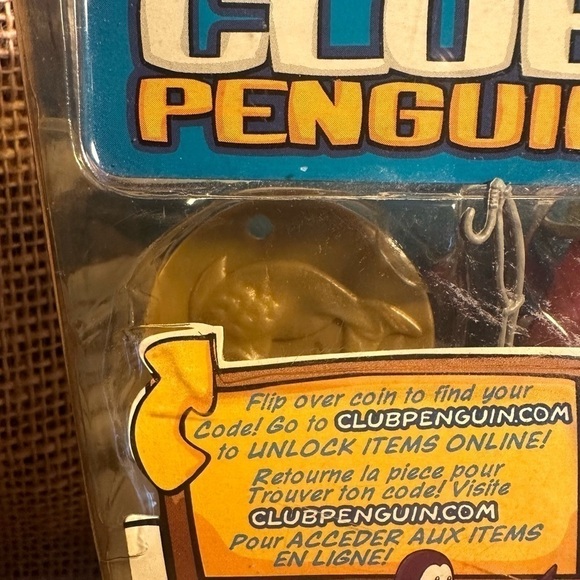 CLUB
PENGUIN
Flip over coin to find your
Code! Go to CLUBPENGUIN.COM
to UNLOCK ITEMS ONLINE!
Retourne la piece pour
Trouver ton code! Visite
CLUBPENGUIN.COM
Pour ACCEDER AUX ITEMS
EN LIGNE!